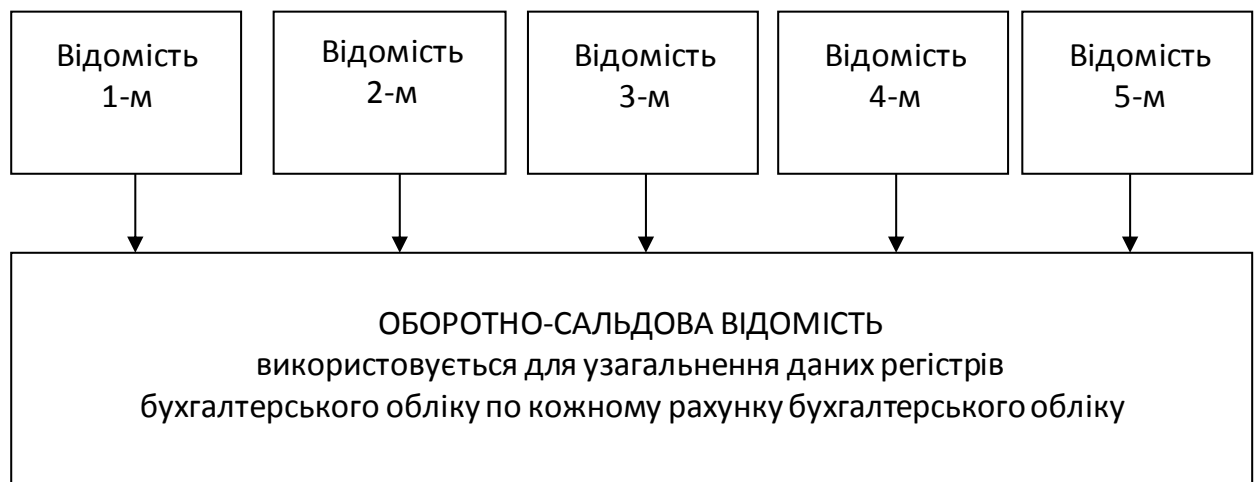 Відомість
1-м
Відомість
2-м
Відомість
3-м
Відомість
4-м
Відомість
5-м
ОБОРОТНО-САЛЬДОВА ВІДОМІСТЬ
використовується для узагальнення даних регістрів
бухгалтерського обліку по кожному рахунку бухгалтерського обліку